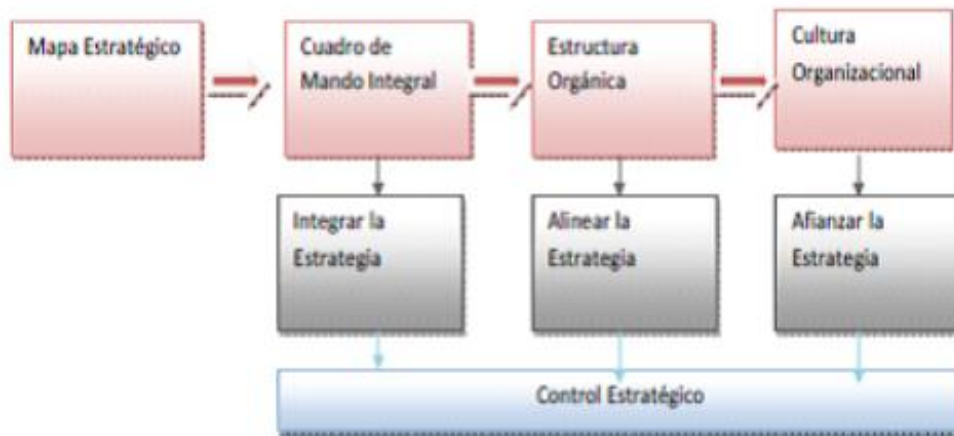 Mapa Estratégico
Cuadro de
Mando Integral
Estructura
Orgánica
Cultura
Organizacional
Integrar la
Estrategia
Alinear la
Estrategia
Afianzar la
Estrategia
Control Estratégico